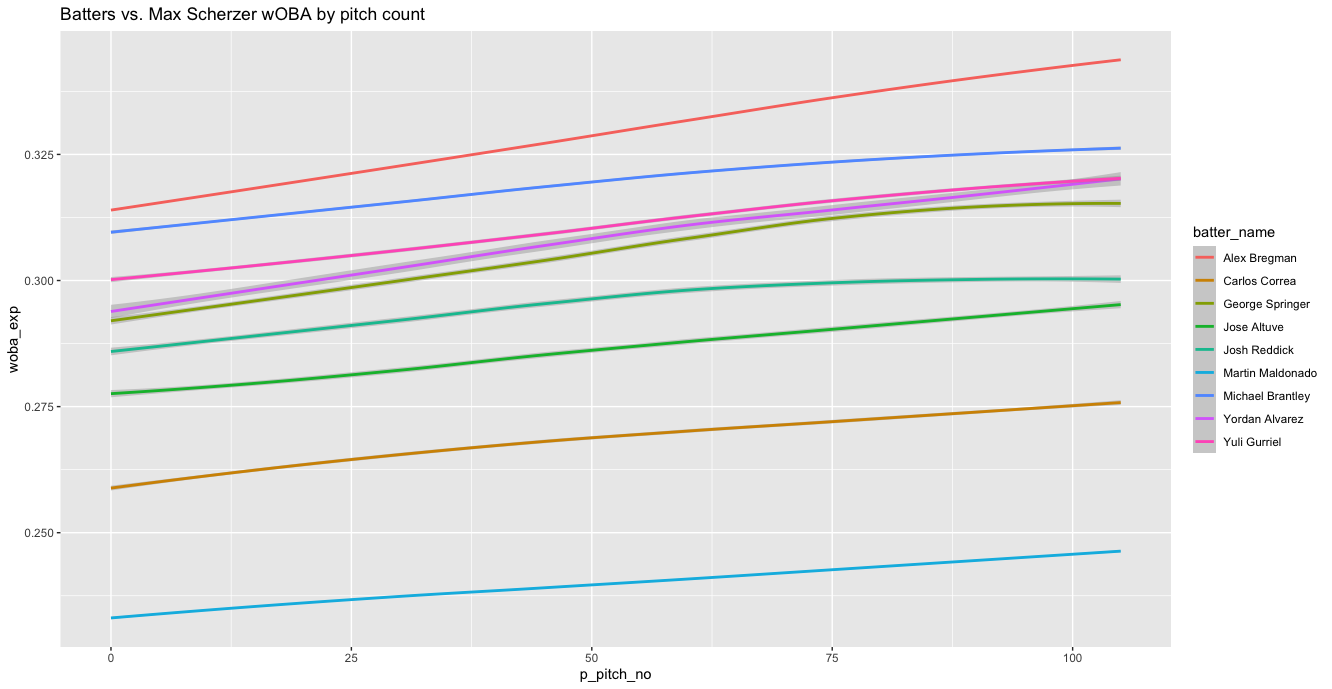 Batters vs. Max Scherzer wOBA by pitch count
woba_exp
0.325
0.300
0.275
0.250
0
25
50
75
100
p_pitch_no
batter_name
Alex Bregman
Carlos Correa
George Springer
Jose Altuve
Josh Reddick
Martin Maldonado
Michael Brantley
Yordan Alvarez
Yuli Gurriel